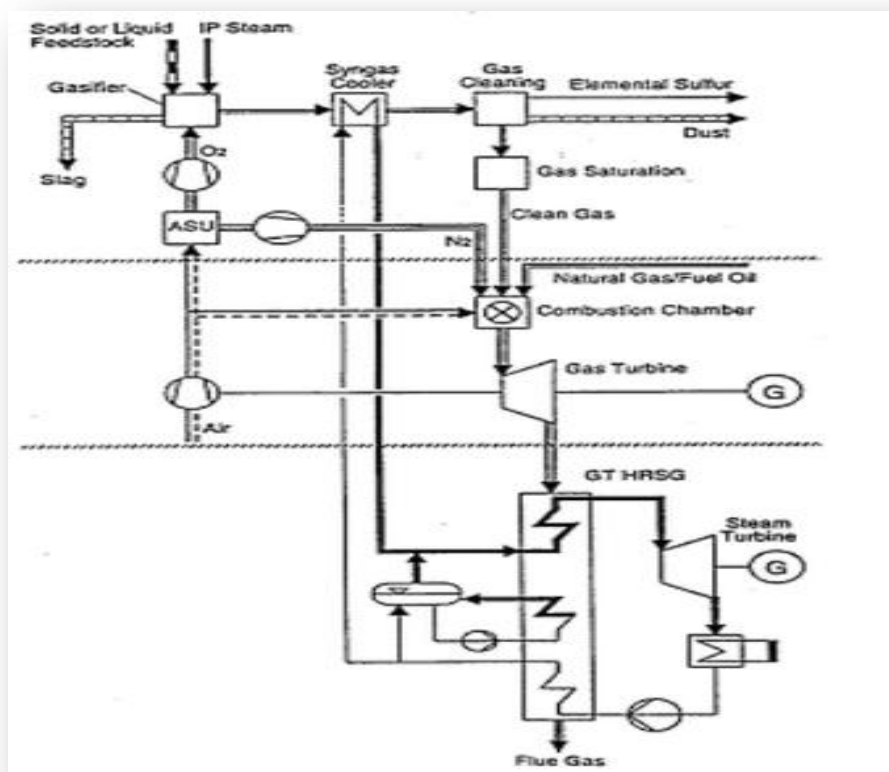 Solid or Liquid
Feedstock
IP Steam
Syngas
Cooler
Gas
Cleaning
Elemental Sulfur
Gasifier
Dust
O₂
Slag
Gas Saturation
ASU
Clean Gas
N₂
Natural Gas/Fuel Oil
Combustion Chamber
Gas Turbine
G
Air
GT HRSG
Steam
Turbine
G
Flue Gas